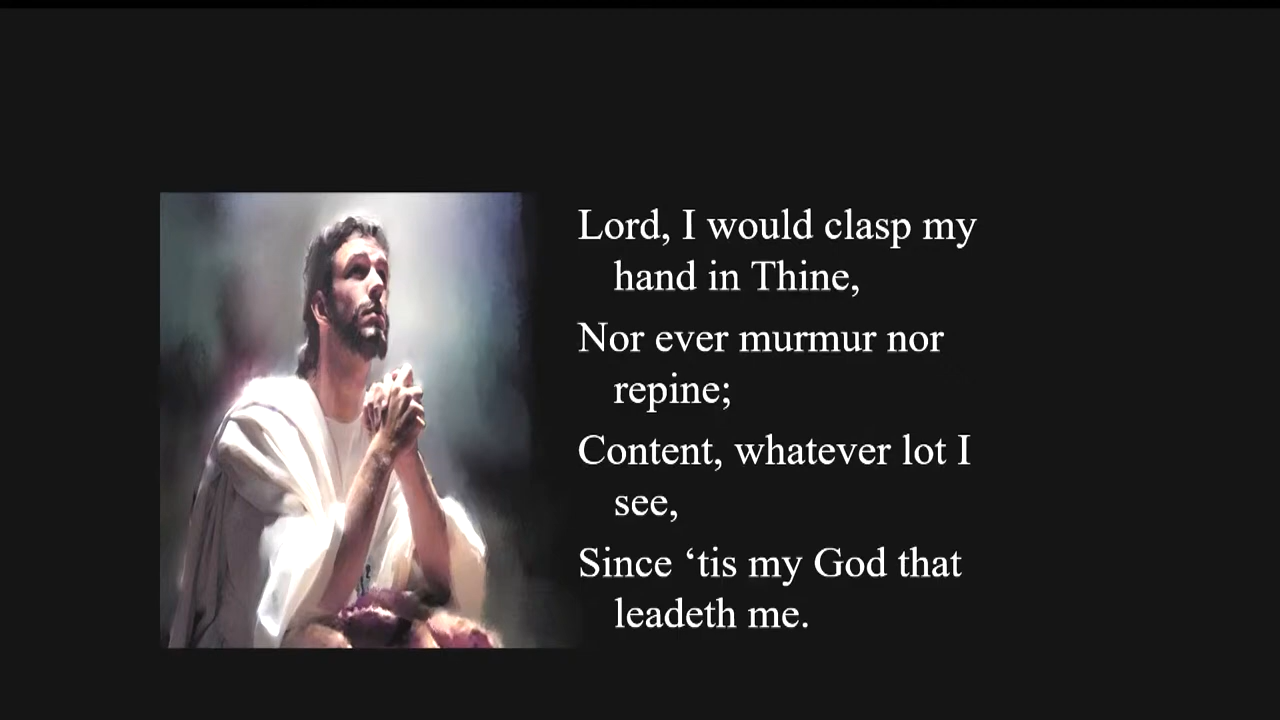 Lord, I would clasp my
hand in Thine,
Nor ever murmur nor
repine;
Content, whatever lot I
see,
Since ‘tis my God that
leadeth me.